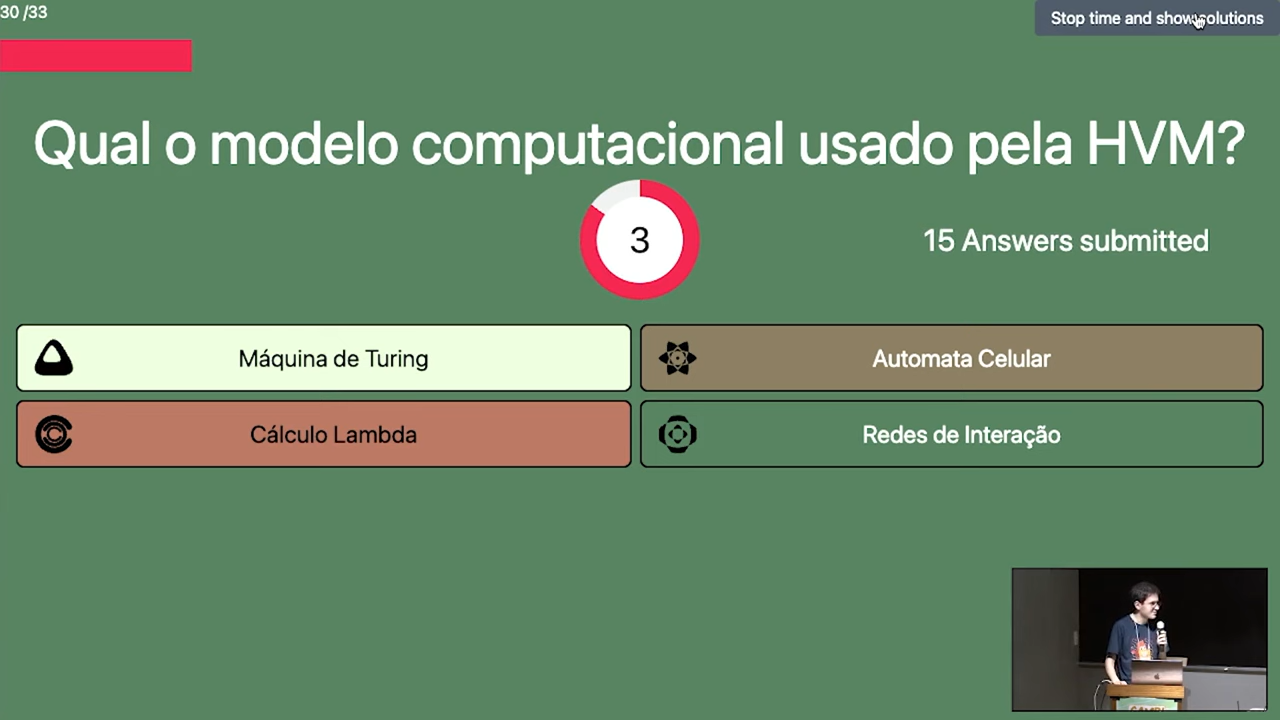 30 /33
Stop time and show solutions
Qual o modelo computacional usado pela HVM?
3
15 Answers submitted
Máquina de Turing
Automata Celular
Cálculo Lambda
Redes de Interação